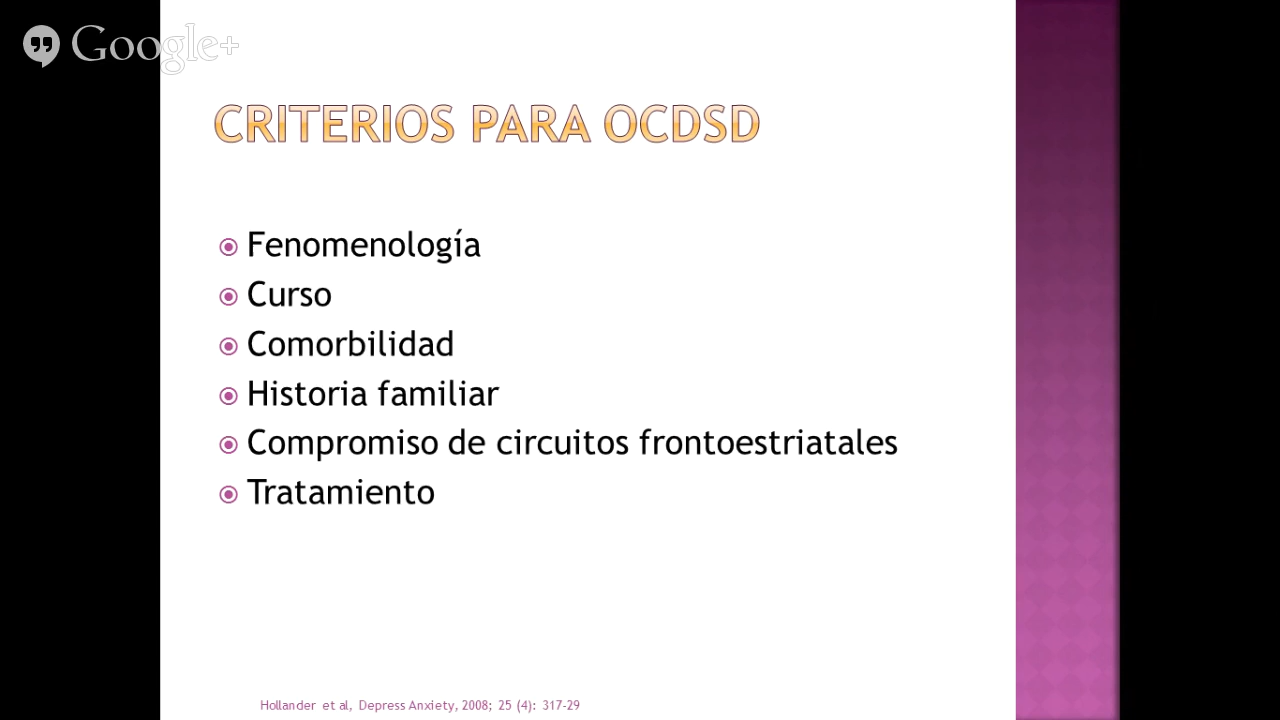 Google+
CRITERIOS PARA OCDSD
Fenomenología
Curso
Comorbilidad
Historia familiar
Compromiso de circuitos frontoestriatales
Tratamiento
Hollander et al, Depress Anxiety, 2008; 25 (4): 317-29